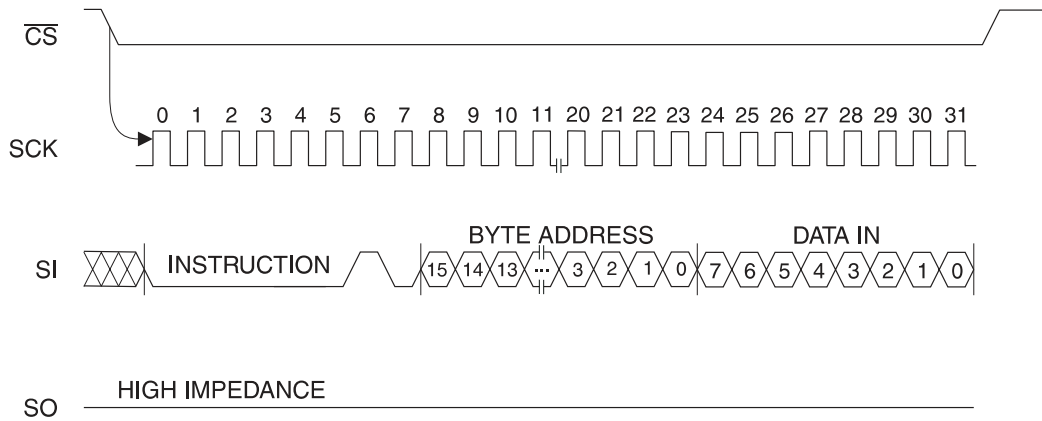 C̅S̅
0 1 2 3 4 5 6 7 8 9 10 11 20 21 22 23 24 25 26 27 28 29 30 31
SCK
BYTE ADDRESS DATA IN
SI INSTRUCTION 15 14 13 ... 3 2 1 0 7 6 5 4 3 2 1 0
HIGH IMPEDANCE
SO